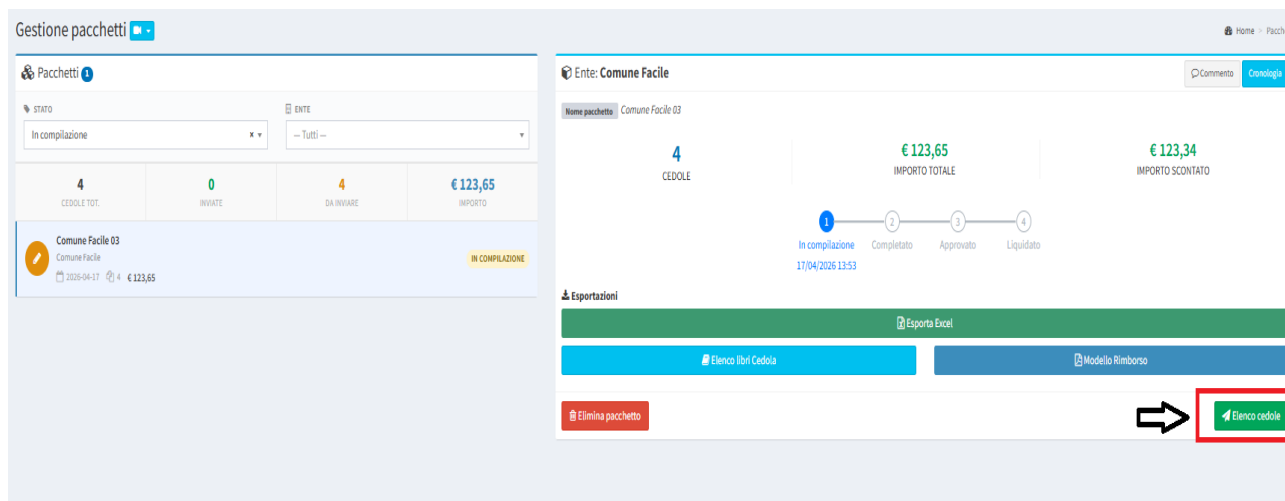 Gestione pacchetti
Home > Pacch
Pacchetti 1
STATO
ENTE
In compilazione x
-- Tutti --
4
0
4
€ 123,65
CEDOLE TOT.
INVIATE
DA INVIARE
IMPORTO
Comune Facile 03
Comune Facile
2026-04-17 4 € 123,65
IN COMPILAZIONE
Ente: Comune Facile
Commento
Cronologia
Nome pacchetto Comune Facile 03
4
CEDOLE
€ 123,65
IMPORTO TOTALE
€ 123,34
IMPORTO SCONTATO
1
2
3
4
In compilazione
Completato
Approvato
Liquidato
17/04/2026 13:53
Esportazioni
Esporta Excel
Elenco libri Cedola
Modello Rimborso
Elimina pacchetto
Elenco cedole